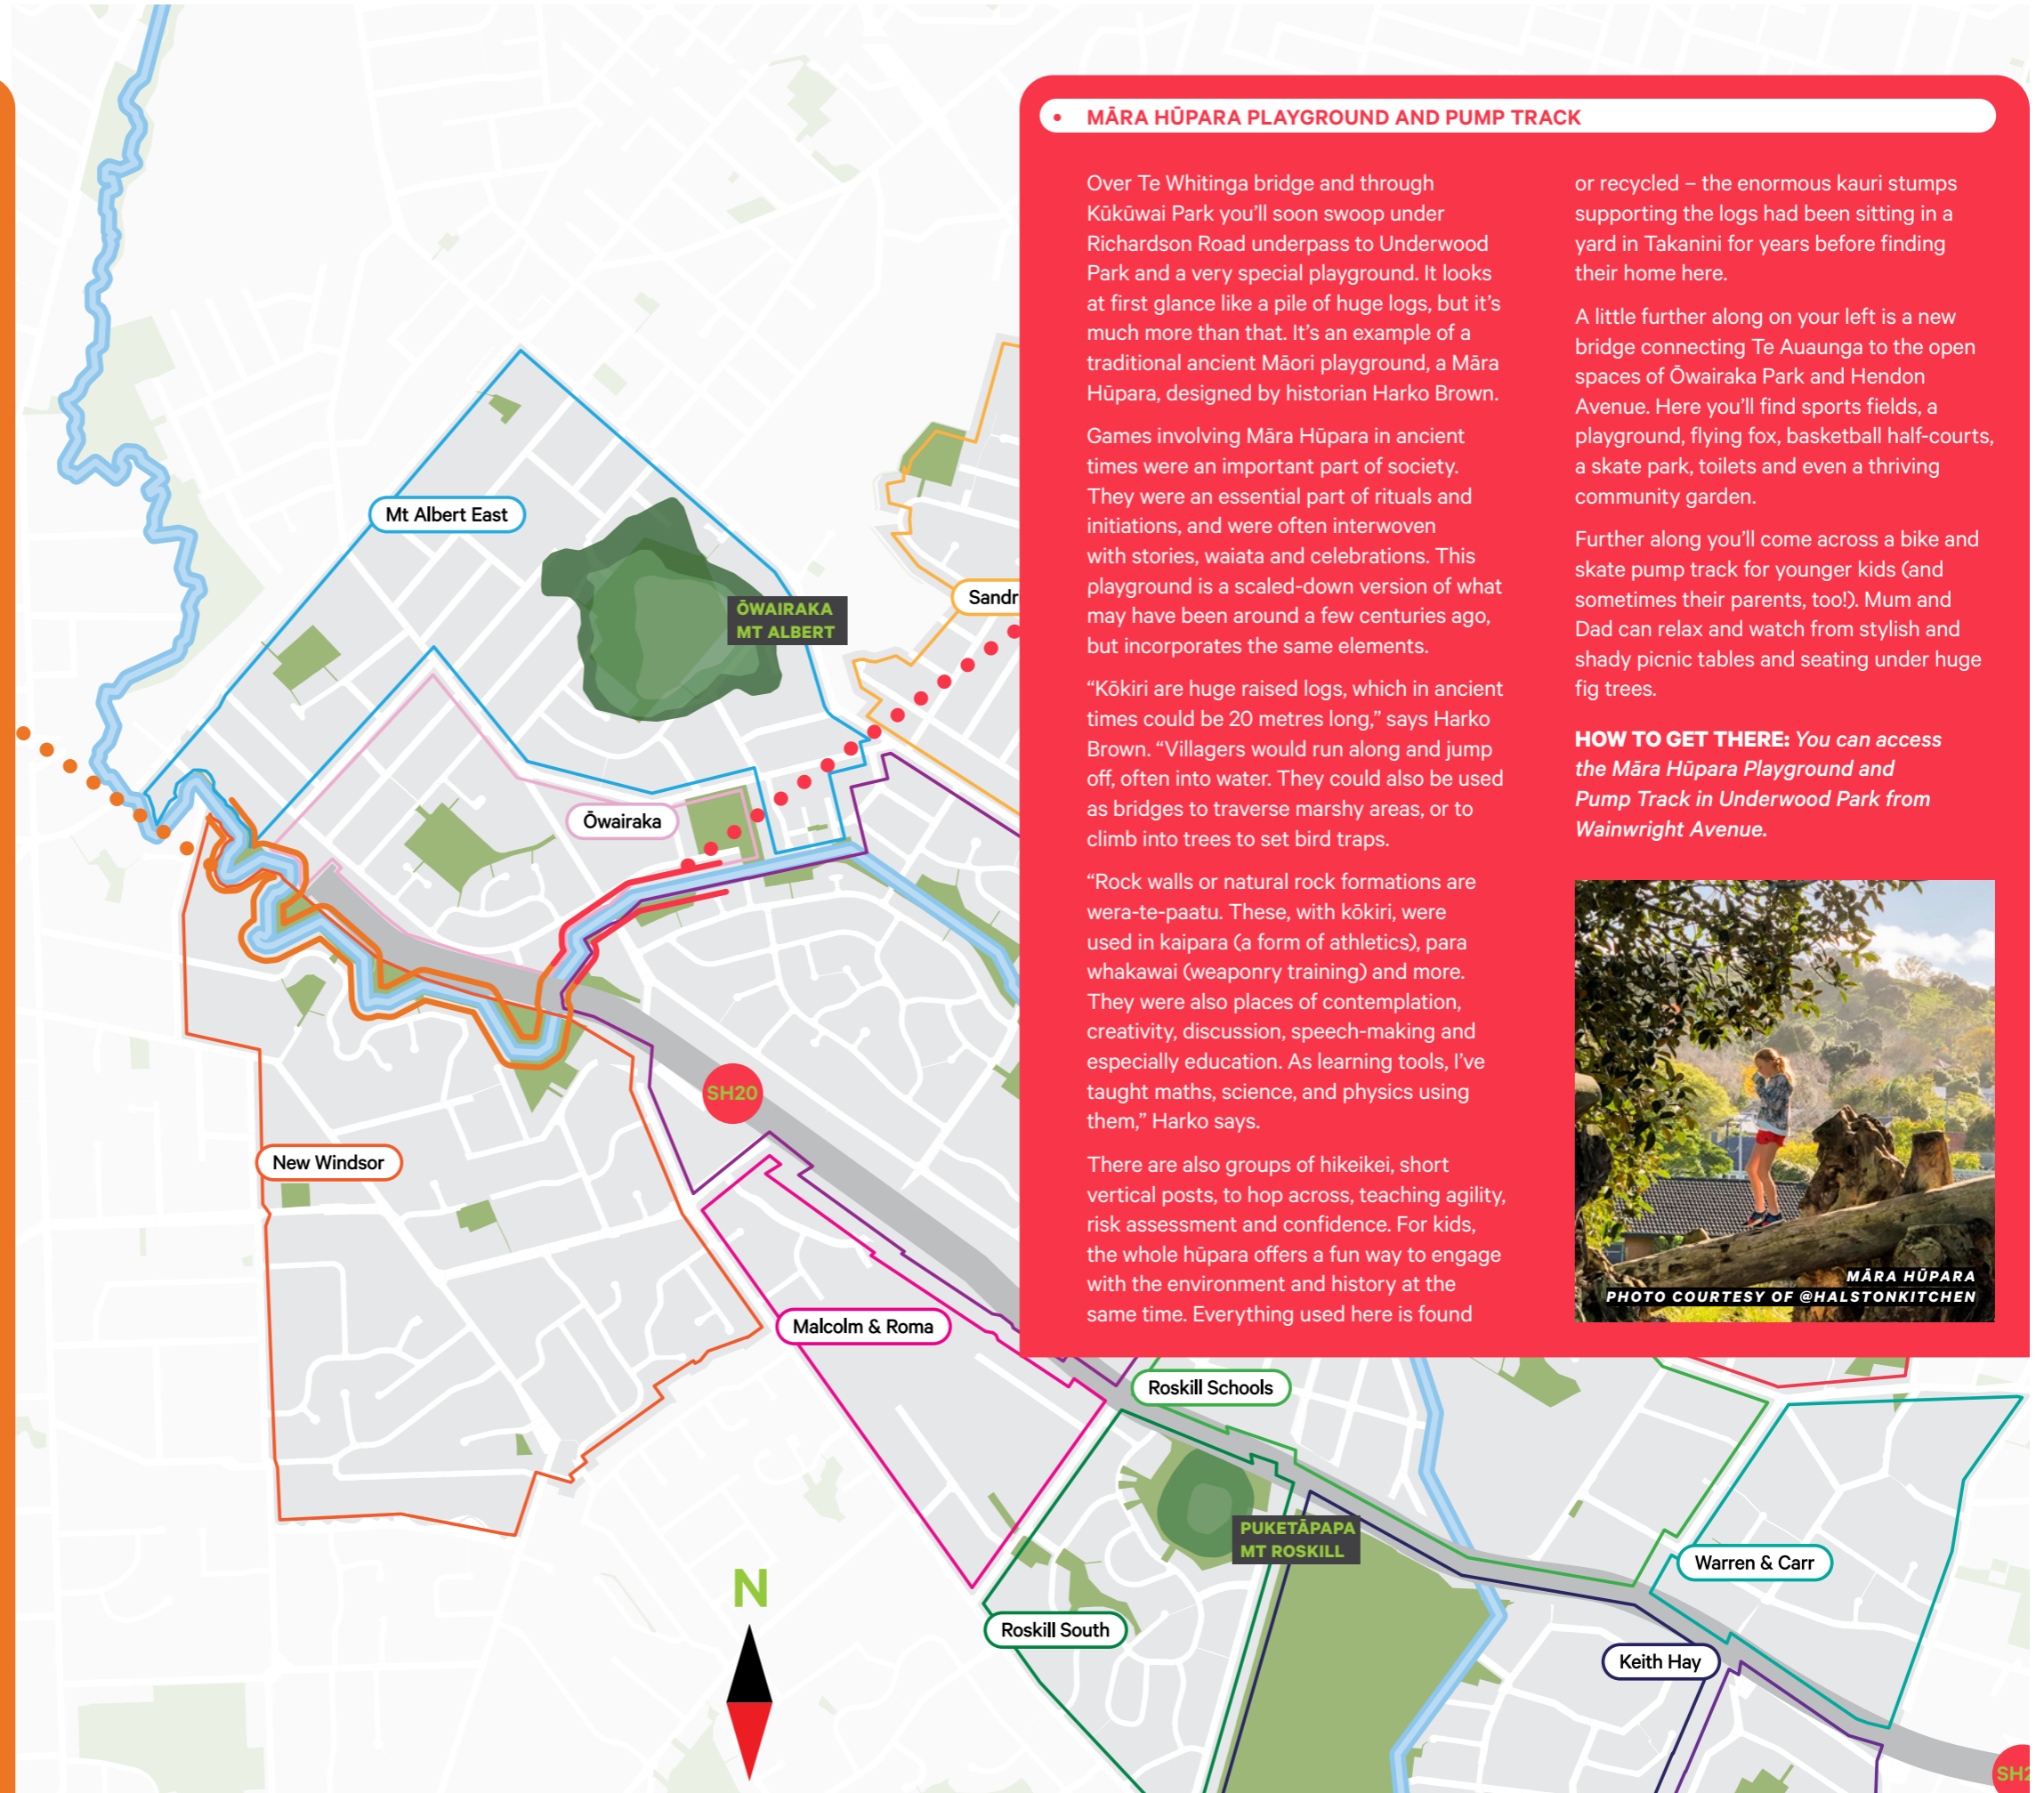 MĀRA HŪPARA PLAYGROUND AND PUMP TRACK
Over Te Whitinga bridge and through
Kūkūwai Park you'll soon swoop under
Richardson Road underpass to Underwood
Park and a very special playground. It looks
at first glance like a pile of huge logs, but it's
much more than that. It's an example of a
traditional ancient Māori playground, a Māra
Hūpara, designed by historian Harko Brown.
Games involving Māra Hūpara in ancient
times were an important part of society.
They were an essential part of rituals and
initiations, and were often interwoven
with stories, waiata and celebrations. This
playground is a scaled-down version of what
may have been around a few centuries ago,
but incorporates the same elements.
“Kōkiri are huge raised logs, which in ancient
times could be 20 metres long,” says Harko
Brown. “Villagers would run along and jump
off, often into water. They could also be used
as bridges to traverse marshy areas, or to
climb into trees to set bird traps.
“Rock walls or natural rock formations are
wera-te-paatu. These, with kōkiri, were
used in kaipara (a form of athletics), para
whakawai (weaponry training) and more.
They were also places of contemplation,
creativity, discussion, speech-making and
especially education. As learning tools, I've
taught maths, science, and physics using
them,” Harko says.
There are also groups of hikeikei, short
vertical posts, to hop across, teaching agility,
risk assessment and confidence. For kids,
the whole hūpara offers a fun way to engage
with the environment and history at the
same time. Everything used here is found
or recycled – the enormous kauri stumps
supporting the logs had been sitting in a
yard in Takanini for years before finding
their home here.
A little further along on your left is a new
bridge connecting Te Auaunga to the open
spaces of Ōwairaka Park and Hendon
Avenue. Here you'll find sports fields, a
playground, flying fox, basketball half-courts,
a skate park, toilets and even a thriving
community garden.
Further along you'll come across a bike and
skate pump track for younger kids (and
sometimes their parents, too!). Mum and
Dad can relax and watch from stylish and
shady picnic tables and seating under huge
fig trees.
HOW TO GET THERE: You can access
the Māra Hūpara Playground and
Pump Track in Underwood Park from
Wainwright Avenue.
MĀRA HŪPARA
PHOTO COURTESY OF @HALSTONKITCHEN
Mt Albert East
ŌWAIRAKA
MT ALBERT
Sandr
Ōwairaka
SH20
New Windsor
Malcolm & Roma
Roskill Schools
PUKETĀPAPA
MT ROSKILL
Warren & Carr
N
Roskill South
Keith Hay
SH2